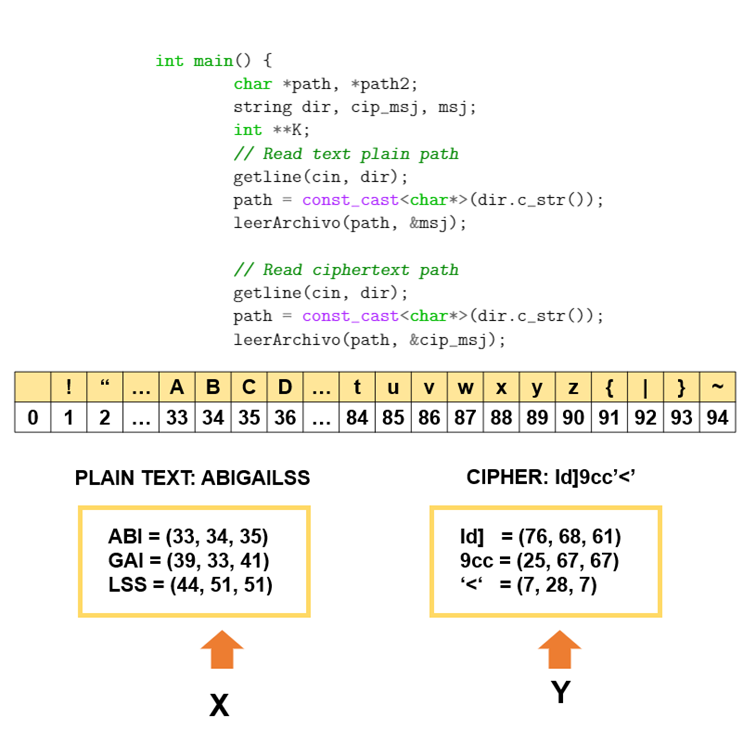 int main() {
char *path, *path2;
string dir, cip_msj, msj;
int **K;
// Read text plain path
getline(cin, dir);
path = const_cast<char*>(dir.c_str());
leerArchivo(path, &msj);
// Read ciphertext path
getline(cin, dir);
path = const_cast<char*>(dir.c_str());
leerArchivo(path, &cip_msj);
! “ ... A B C D ... t u v w x y z { | } ~
0 1 2 ... 33 34 35 36 ... 84 85 86 87 88 89 90 91 92 93 94
PLAIN TEXT: ABIGAILSS
ABI = (33, 34, 35)
GAI = (39, 33, 41)
LSS = (44, 51, 51)
X
CIPHER: Id]9cc’<’
Id] = (76, 68, 61)
9cc = (25, 67, 67)
‘<‘ = (7, 28, 7)
Y